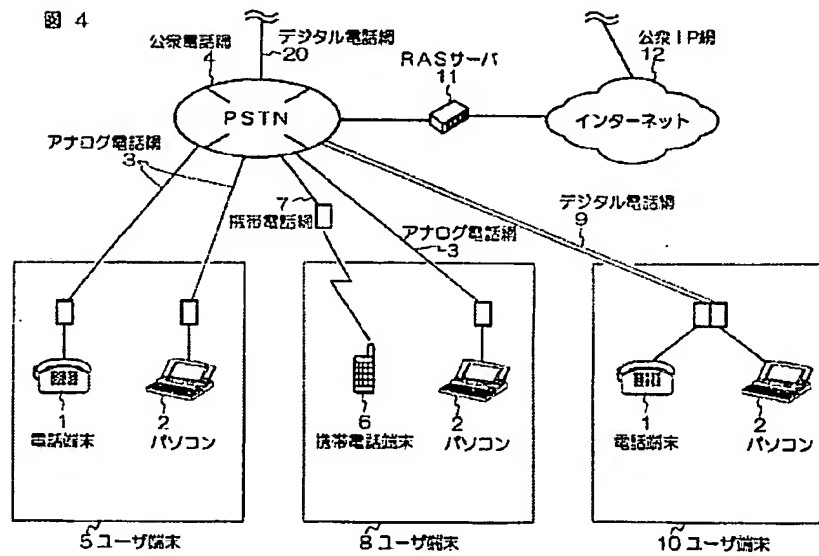 図 4
公衆電話網
4
デジタル電話網
20
RASサーバ
11
公衆IP網
12
PSTN
インターネット
アナログ電話網
3
7
携帯電話網
アナログ電話網
3
デジタル電話網
9
1
電話端末
2
パソコン
6
携帯電話端末
2
パソコン
1
電話端末
2
パソコン
5ユーザ端末
8ユーザ端末
10ユーザ端末